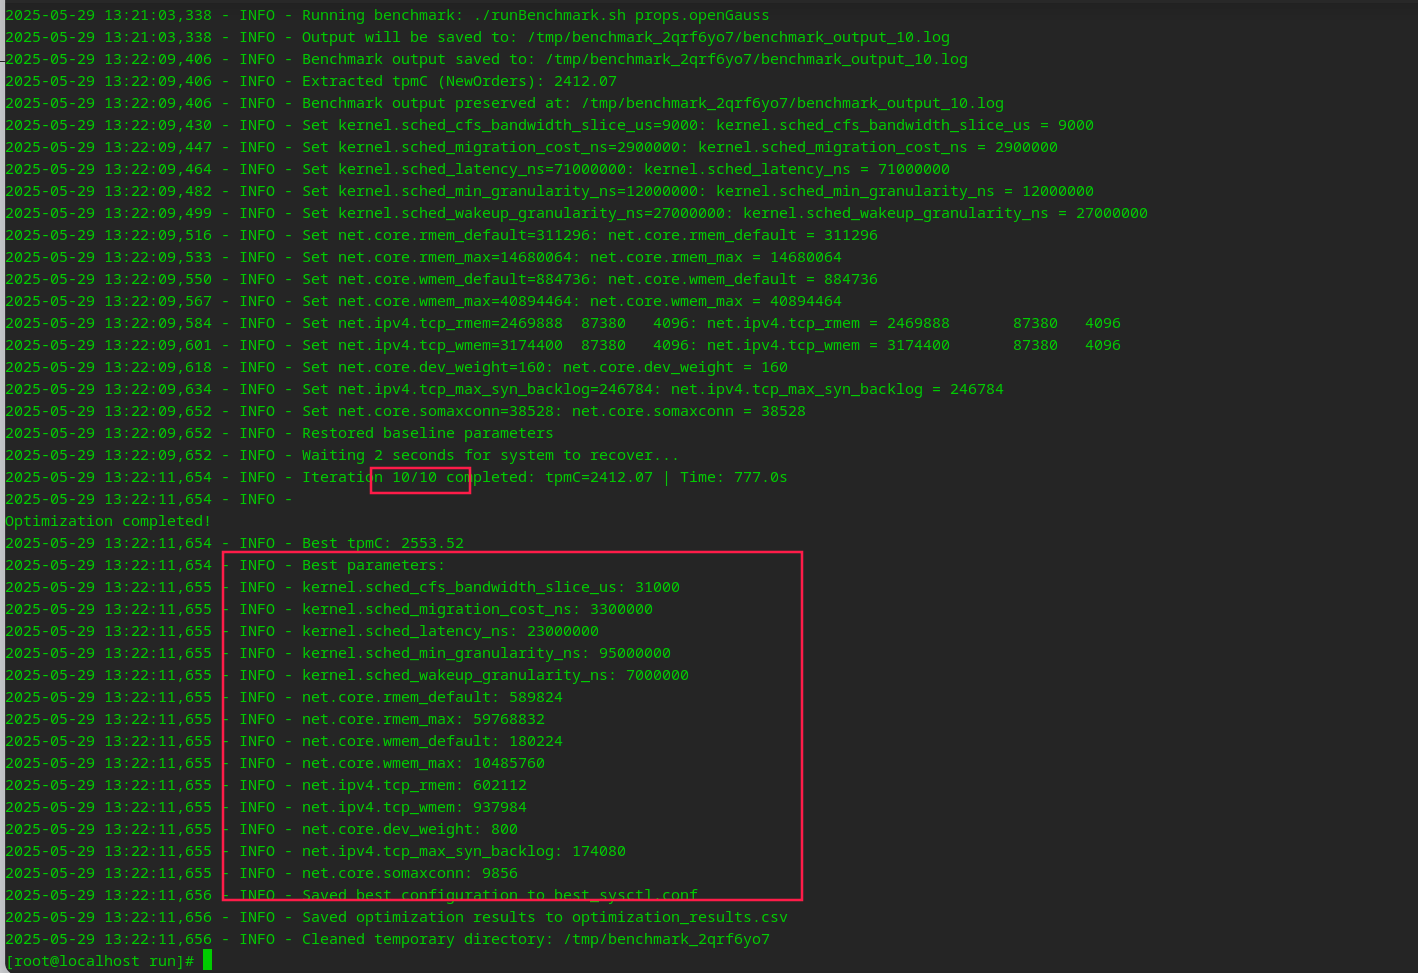 2025-05-29 13:21:03,338 - INFO - Running benchmark: ./runBenchmark.sh props.openGauss
2025-05-29 13:21:03,338 - INFO - Output will be saved to: /tmp/benchmark_2qrf6yo7/benchmark_output_10.log
2025-05-29 13:22:09,406 - INFO - Benchmark output saved to: /tmp/benchmark_2qrf6yo7/benchmark_output_10.log
2025-05-29 13:22:09,406 - INFO - Extracted tpmC (NewOrders): 2412.07
2025-05-29 13:22:09,406 - INFO - Benchmark output preserved at: /tmp/benchmark_2qrf6yo7/benchmark_output_10.log
2025-05-29 13:22:09,430 - INFO - Set kernel.sched_cfs_bandwidth_slice_us=9000: kernel.sched_cfs_bandwidth_slice_us = 9000
2025-05-29 13:22:09,447 - INFO - Set kernel.sched_migration_cost_ns=2900000: kernel.sched_migration_cost_ns = 2900000
2025-05-29 13:22:09,464 - INFO - Set kernel.sched_latency_ns=71000000: kernel.sched_latency_ns = 71000000
2025-05-29 13:22:09,482 - INFO - Set kernel.sched_min_granularity_ns=12000000: kernel.sched_min_granularity_ns = 12000000
2025-05-29 13:22:09,499 - INFO - Set kernel.sched_wakeup_granularity_ns=27000000: kernel.sched_wakeup_granularity_ns = 27000000
2025-05-29 13:22:09,516 - INFO - Set net.core.rmem_default=311296: net.core.rmem_default = 311296
2025-05-29 13:22:09,533 - INFO - Set net.core.rmem_max=14680064: net.core.rmem_max = 14680064
2025-05-29 13:22:09,550 - INFO - Set net.core.wmem_default=884736: net.core.wmem_default = 884736
2025-05-29 13:22:09,567 - INFO - Set net.core.wmem_max=40894464: net.core.wmem_max = 40894464
2025-05-29 13:22:09,584 - INFO - Set net.ipv4.tcp_rmem=2469888  87380   4096: net.ipv4.tcp_rmem = 2469888       87380   4096
2025-05-29 13:22:09,601 - INFO - Set net.ipv4.tcp_wmem=3174400  87380   4096: net.ipv4.tcp_wmem = 3174400       87380   4096
2025-05-29 13:22:09,618 - INFO - Set net.core.dev_weight=160: net.core.dev_weight = 160
2025-05-29 13:22:09,634 - INFO - Set net.ipv4.tcp_max_syn_backlog=246784: net.ipv4.tcp_max_syn_backlog = 246784
2025-05-29 13:22:09,652 - INFO - Set net.core.somaxconn=38528: net.core.somaxconn = 38528
2025-05-29 13:22:09,652 - INFO - Restored baseline parameters
2025-05-29 13:22:09,652 - INFO - Waiting 2 seconds for system to recover...
2025-05-29 13:22:11,654 - INFO - Iteration 10/10 completed: tpmC=2412.07 | Time: 777.0s
2025-05-29 13:22:11,654 - INFO -
Optimization completed!
2025-05-29 13:22:11,654 - INFO - Best tpmC: 2553.52
2025-05-29 13:22:11,654 - INFO - Best parameters:
2025-05-29 13:22:11,655 - INFO - kernel.sched_cfs_bandwidth_slice_us: 31000
2025-05-29 13:22:11,655 - INFO - kernel.sched_migration_cost_ns: 3300000
2025-05-29 13:22:11,655 - INFO - kernel.sched_latency_ns: 23000000
2025-05-29 13:22:11,655 - INFO - kernel.sched_min_granularity_ns: 95000000
2025-05-29 13:22:11,655 - INFO - kernel.sched_wakeup_granularity_ns: 7000000
2025-05-29 13:22:11,655 - INFO - net.core.rmem_default: 589824
2025-05-29 13:22:11,655 - INFO - net.core.rmem_max: 59768832
2025-05-29 13:22:11,655 - INFO - net.core.wmem_default: 180224
2025-05-29 13:22:11,655 - INFO - net.core.wmem_max: 10485760
2025-05-29 13:22:11,655 - INFO - net.ipv4.tcp_rmem: 602112
2025-05-29 13:22:11,655 - INFO - net.ipv4.tcp_wmem: 937984
2025-05-29 13:22:11,655 - INFO - net.core.dev_weight: 800
2025-05-29 13:22:11,655 - INFO - net.ipv4.tcp_max_syn_backlog: 174080
2025-05-29 13:22:11,655 - INFO - net.core.somaxconn: 9856
2025-05-29 13:22:11,656 - INFO - Saved best configuration to best_sysctl.conf
2025-05-29 13:22:11,656 - INFO - Saved optimization results to optimization_results.csv
2025-05-29 13:22:11,656 - INFO - Cleaned temporary directory: /tmp/benchmark_2qrf6yo7
[root@localhost run]#